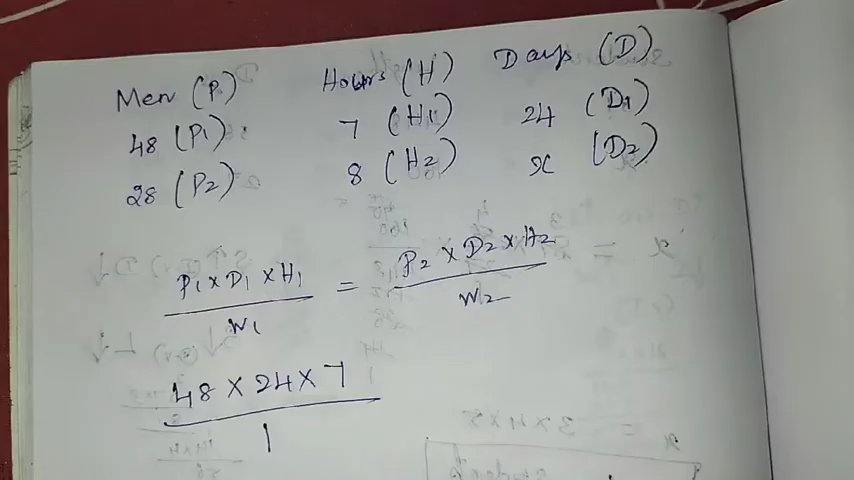 Men (P) Hours (H) Days (D)
48 (P1) 7 (H1) 24 (D1)
28 (P2) 8 (H2) x (D2)
P1 x D1 x H1 / W1 = P2 x D2 x H2 / W2 = x
48 x 24 x 7 / 1